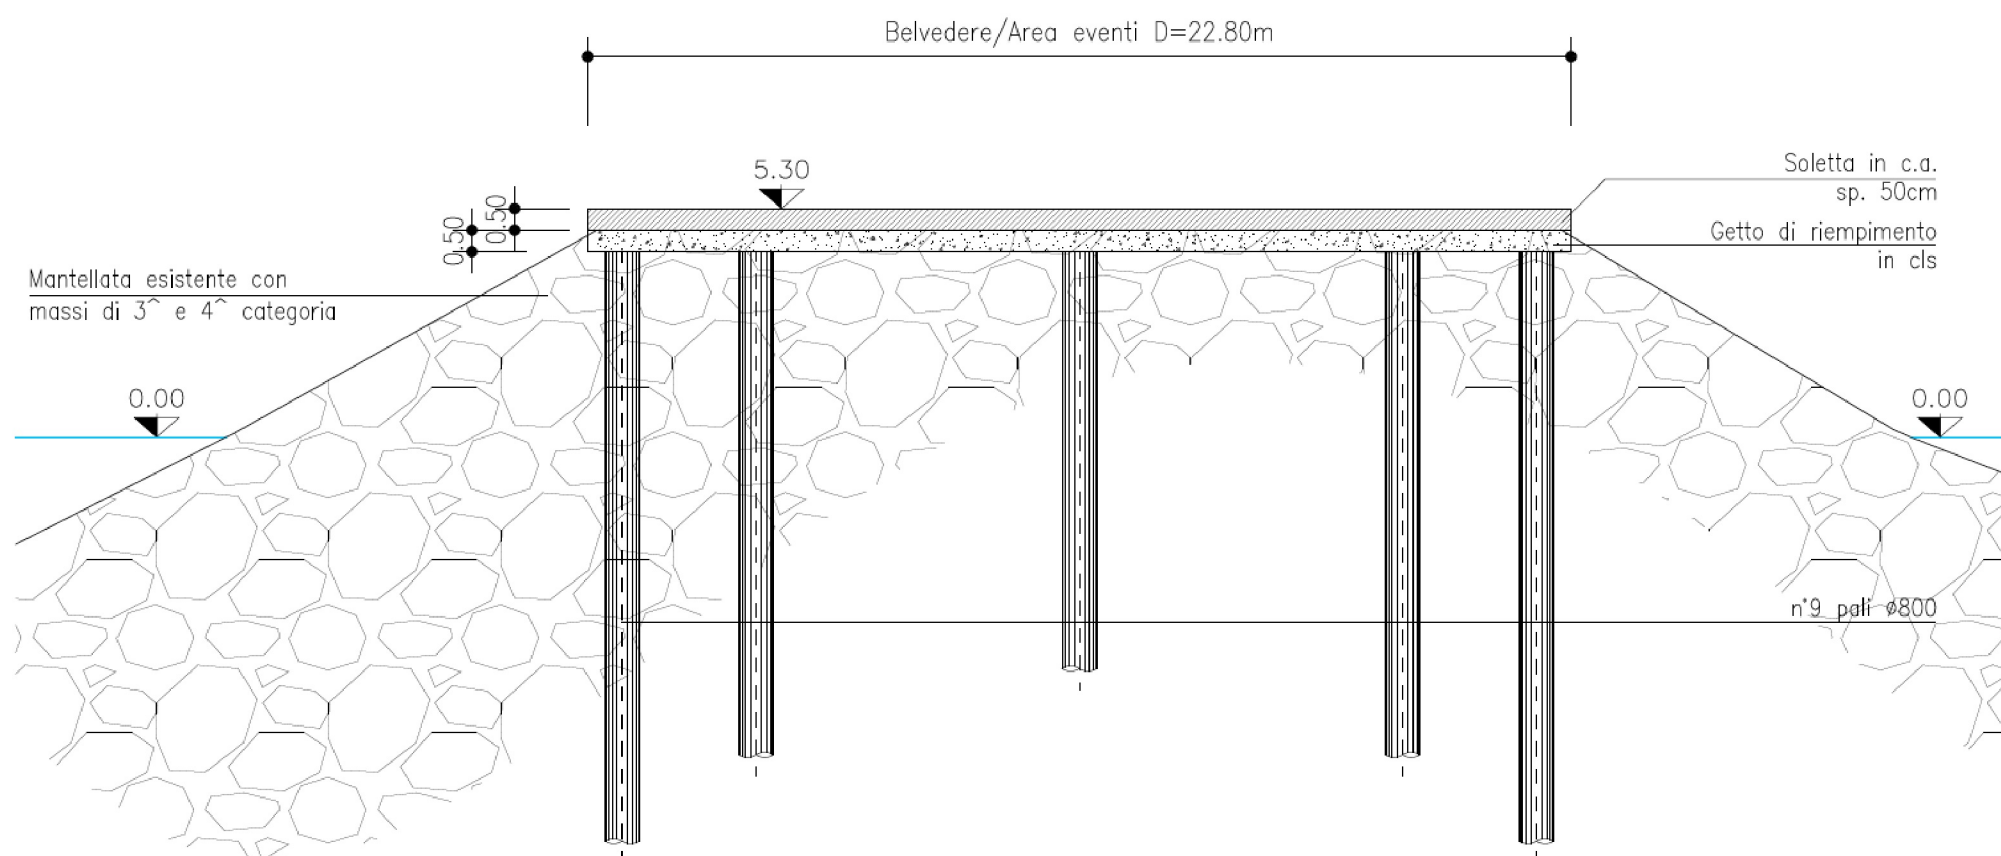 Belvedere/Area eventi D=22.80m
5.30
Soletta in c.a.
sp. 50cm
0.50
0.50
Getto di riempimento
in cls
Mantellata esistente con
massi di 3^ e 4^ categoria
0.00
0.00
n°9 pali ø800